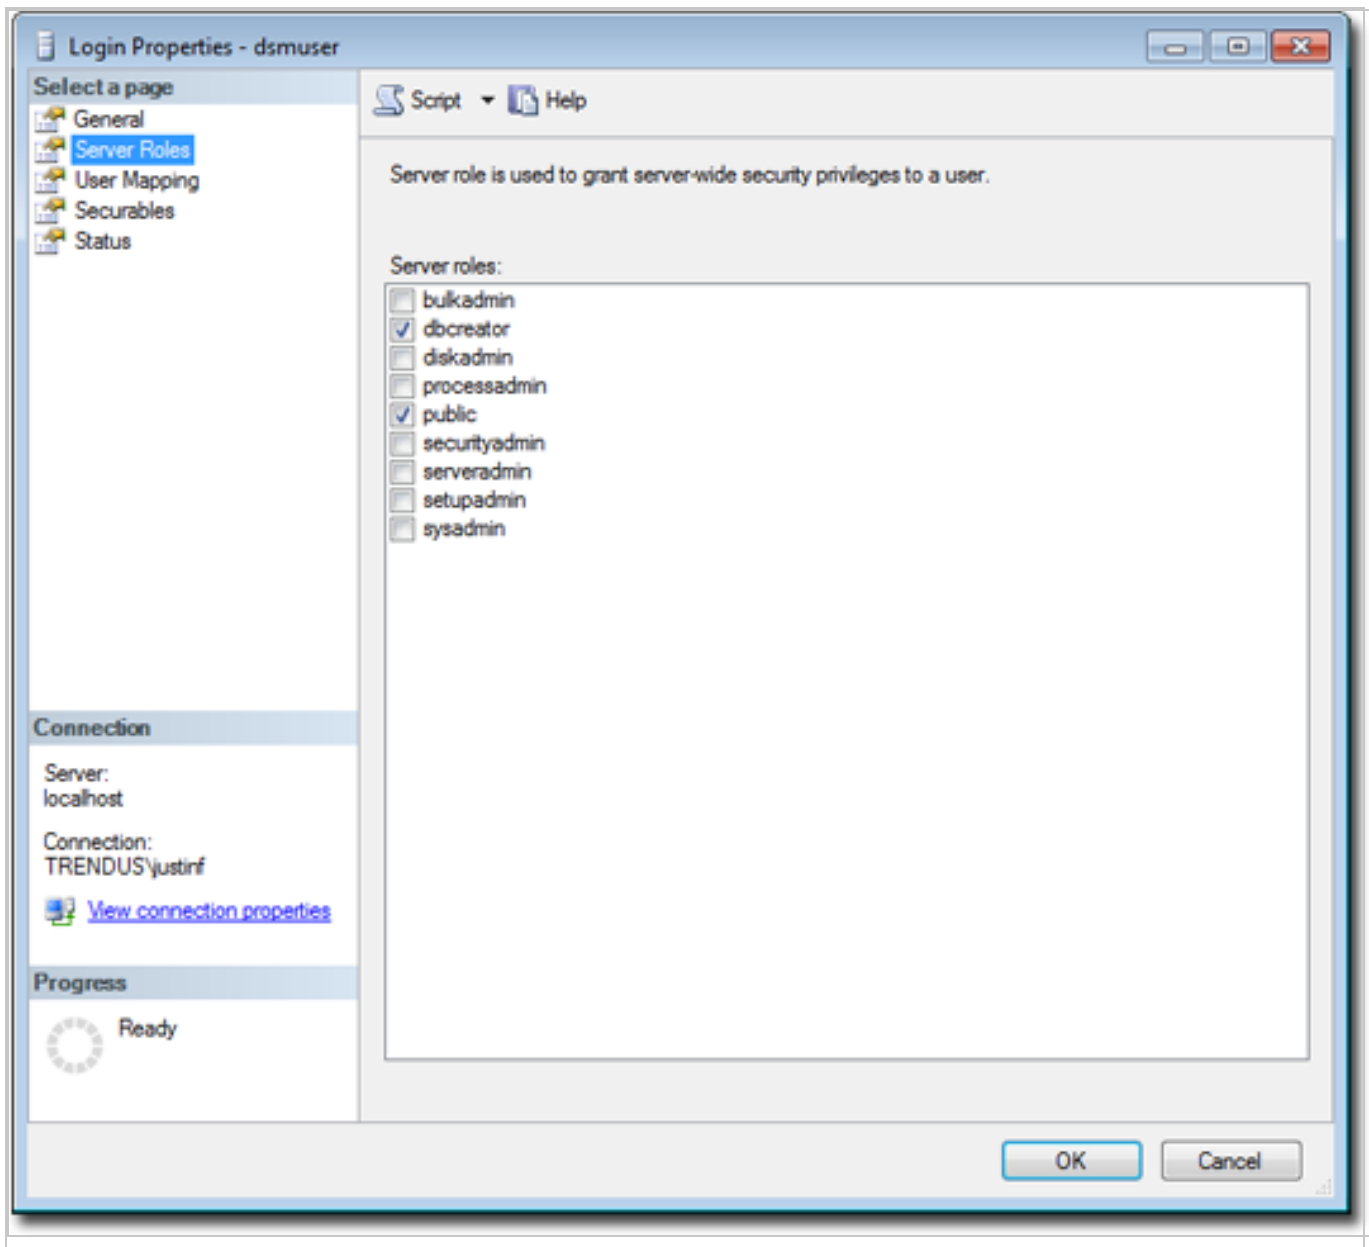 Login Properties - dsmuser
Select a page
General
Server Roles
User Mapping
Securables
Status
Script
Help
Server role is used to grant server-wide security privileges to a user.
Server roles:
bulkadmin
dbcreator
diskadmin
processadmin
public
securityadmin
serveradmin
setupadmin
sysadmin
Connection
Server:
localhost
Connection:
TRENDUS\justinf
View connection properties
Progress
Ready
OK
Cancel